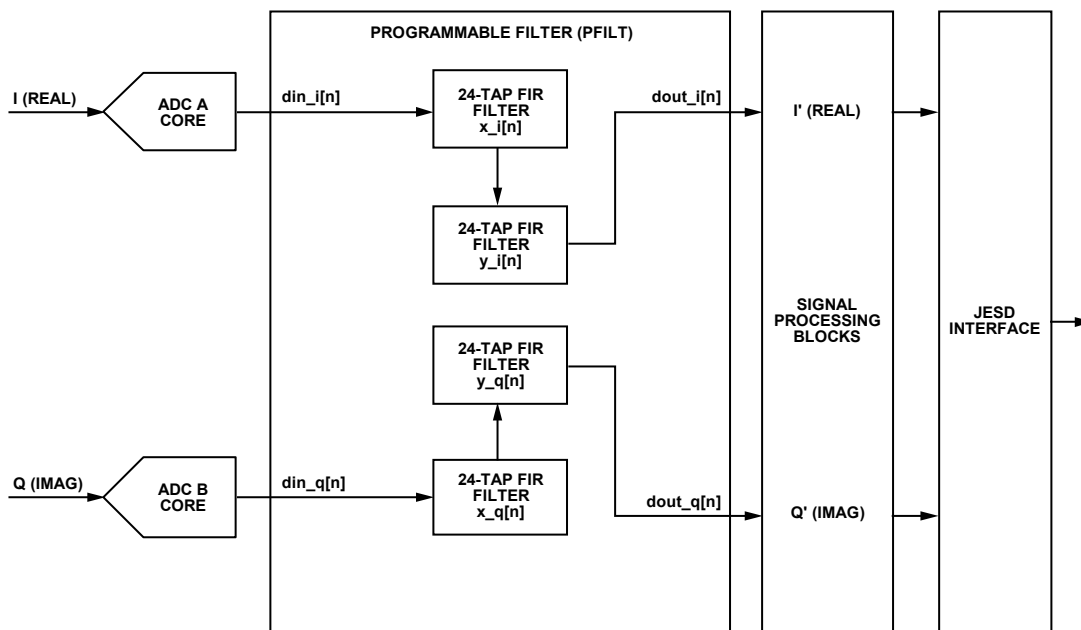 PROGRAMMABLE FILTER (PFILT)
I (REAL)
ADC A
CORE
din_i[n]
24-TAP FIR
FILTER
x_i[n]
dout_i[n]
I' (REAL)
24-TAP FIR
FILTER
y_i[n]
SIGNAL
PROCESSING
BLOCKS
JESD
INTERFACE
24-TAP FIR
FILTER
y_q[n]
Q (IMAG)
ADC B
CORE
din_q[n]
24-TAP FIR
FILTER
x_q[n]
dout_q[n]
Q' (IMAG)